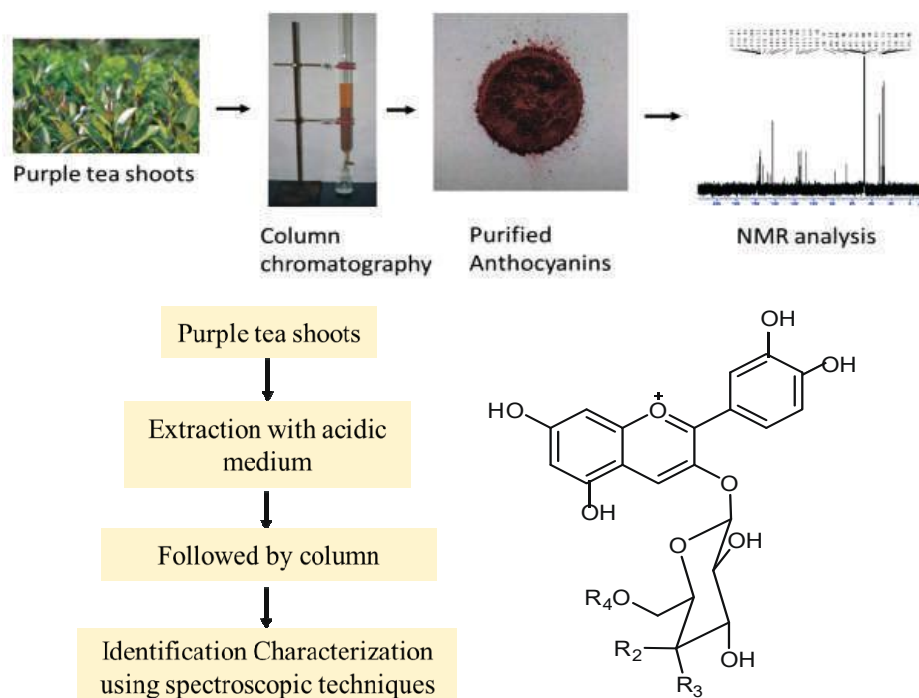 Purple tea shoots
Column
chromatography
Purified
Anthocyanins
NMR analysis
Purple tea shoots
Extraction with acidic
medium
Followed by column
Identification Characterization
using spectroscopic techniques
OH
OH
HO
O
+
O
OH
O
OH
R4O
R2
OH
R3